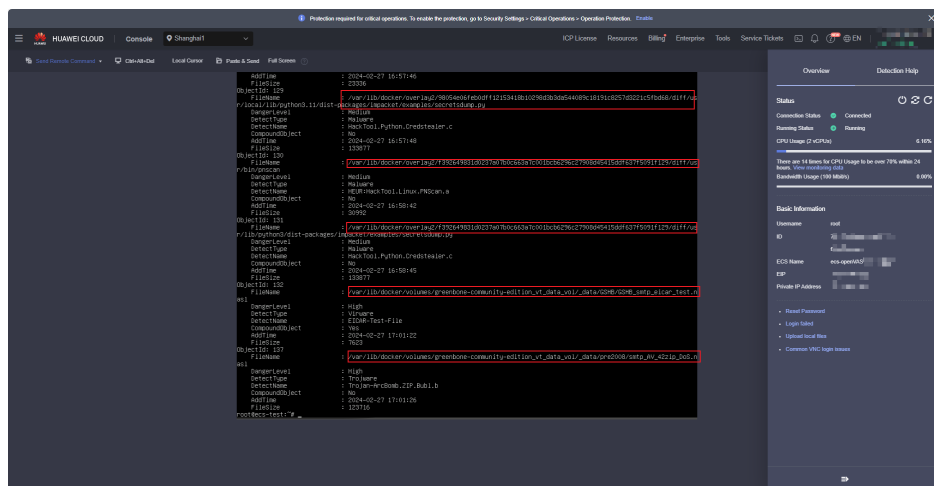 Protection required for critical operations. To enable the protection, go to Security Settings > Critical Operations > Operation Protection. Enable
HUAWEI
HUAWEI CLOUD Console Shanghai1 ICP License Resources Billing Enterprise Tools Service Tickets EN
Send Remote Command Ctrl+Alt+Del Local Cursor Paste & Send Full Screen
AddTime : 2024-02-27 16:57:46
FileSize : 23336
ObjectId: 129
FileName : /var/lib/docker/overlay2/98054e06feb0dff12153418b10298d3b3da544089c18191c8257d3221c5fbd68/diff/us
r/local/lib/python3.11/dist-packages/impacket/examples/secretsdump.py
DangerLevel : Medium
DetectType : Malware
DetectName : HackTool.Python.Credstealer.c
CompoundObject : No
AddTime : 2024-02-27 16:57:48
FileSize : 133877
ObjectId: 130
FileName : /var/lib/docker/overlay2/f392649831d0237a07b0c663a7c001bcb6296c27908d45415ddf637f5091f129/diff/us
r/bin/pnscan
DangerLevel : Medium
DetectType : Malware
DetectName : HEUR:HackTool.Linux.PNScan.a
CompoundObject : No
AddTime : 2024-02-27 16:58:42
FileSize : 30992
ObjectId: 131
FileName : /var/lib/docker/overlay2/f392649831d0237a07b0c663a7c001bcb6296c27908d45415ddf637f5091f129/diff/us
r/lib/python3/dist-packages/impacket/examples/secretsdump.py
DangerLevel : Medium
DetectType : Malware
DetectName : HackTool.Python.Credstealer.c
CompoundObject : No
AddTime : 2024-02-27 16:58:45
FileSize : 133877
ObjectId: 132
FileName : /var/lib/docker/volumes/greenbone-community-edition_vt_data_vol/_data/GSHB/GSHB_smtp_eicar_test.n
asl
DangerLevel : High
DetectType : Virware
DetectName : EICAR-Test-File
CompoundObject : Yes
AddTime : 2024-02-27 17:01:22
FileSize : 7623
ObjectId: 137
FileName : /var/lib/docker/volumes/greenbone-community-edition_vt_data_vol/_data/pre2008/smtp_AV_42zip_DoS.n
asl
DangerLevel : High
DetectType : Trojware
DetectName : Trojan-ArcBomb.ZIP.Bubl.b
CompoundObject : No
AddTime : 2024-02-27 17:01:26
FileSize : 123716
root@ecs-test:~# _
Overview Detection Help
Status
Connection Status Connected
Running Status Running
CPU Usage (2 vCPUs) 6.16%
There are 14 times for CPU Usage to be over 70% within 24
hours. View monitoring data
Bandwidth Usage (100 Mbit/s) 0.00%
Basic Information
Username root
ID
ECS Name ecs-openVAS
EIP
Private IP Address
Reset Password
Login failed
Upload local files
Common VNC login issues